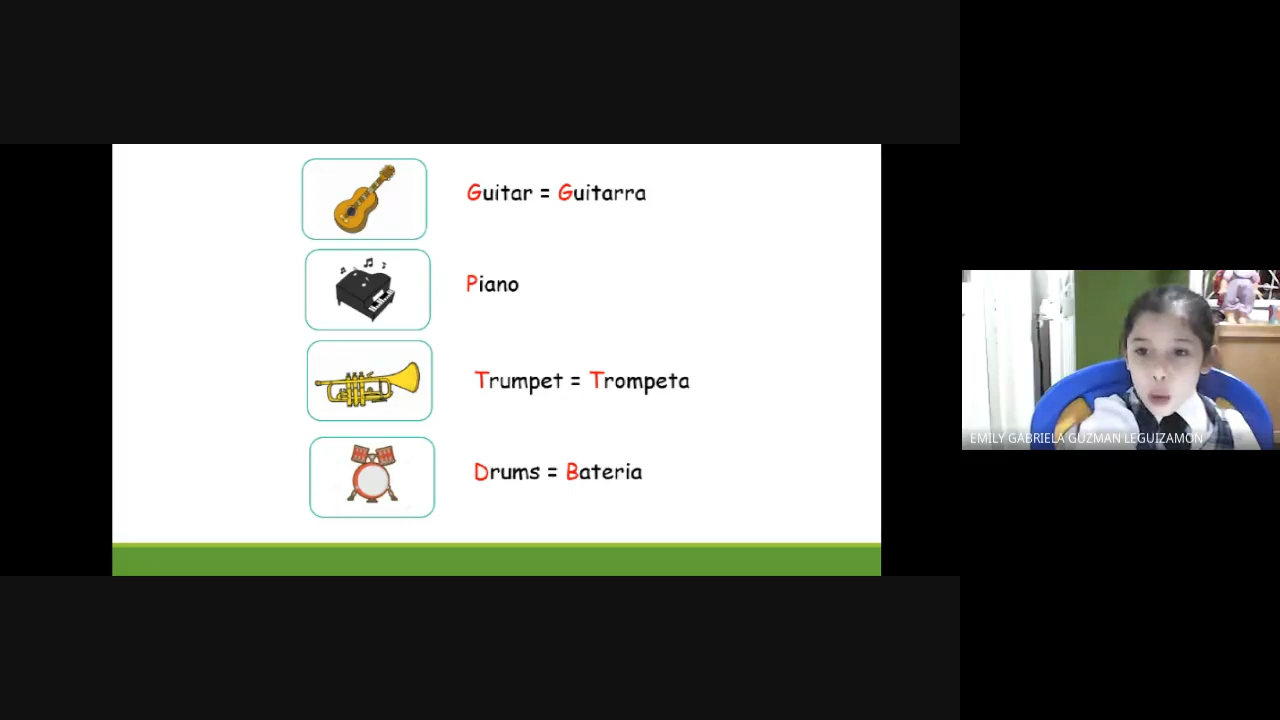 Guitar = Guitarra
Piano
Trumpet = Trompeta
Drums = Bateria
EMILY GABRIELA GUZMAN LEGUIZAMON